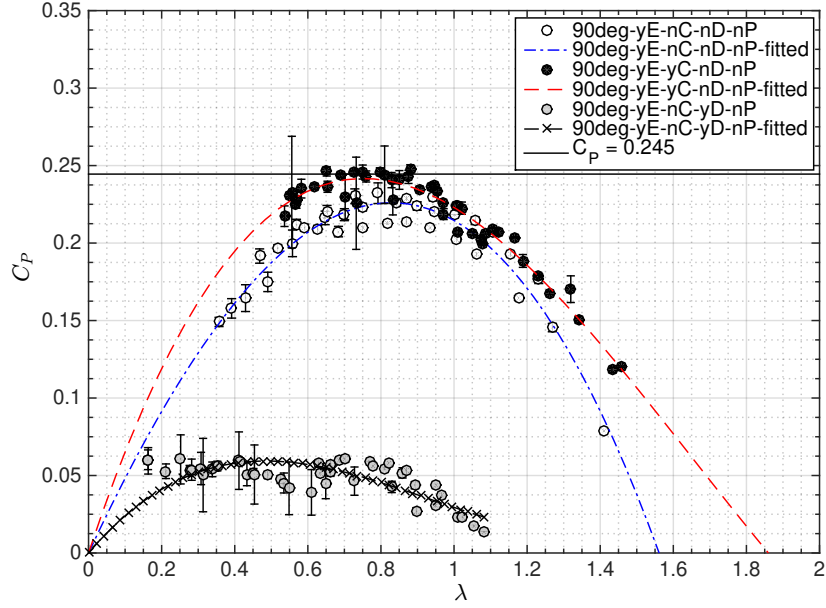 0.35
0.3
0.25
0.2
0.15
0.1
0.05
0
C_P
90deg-yE-nC-nD-nP
90deg-yE-nC-nD-nP-fitted
90deg-yE-yC-nD-nP
90deg-yE-yC-nD-nP-fitted
90deg-yE-nC-yD-nP
90deg-yE-nC-yD-nP-fitted
C_P = 0.245
0 0.2 0.4 0.6 0.8 1.0 1.2 1.4 1.6 1.8 2
λ